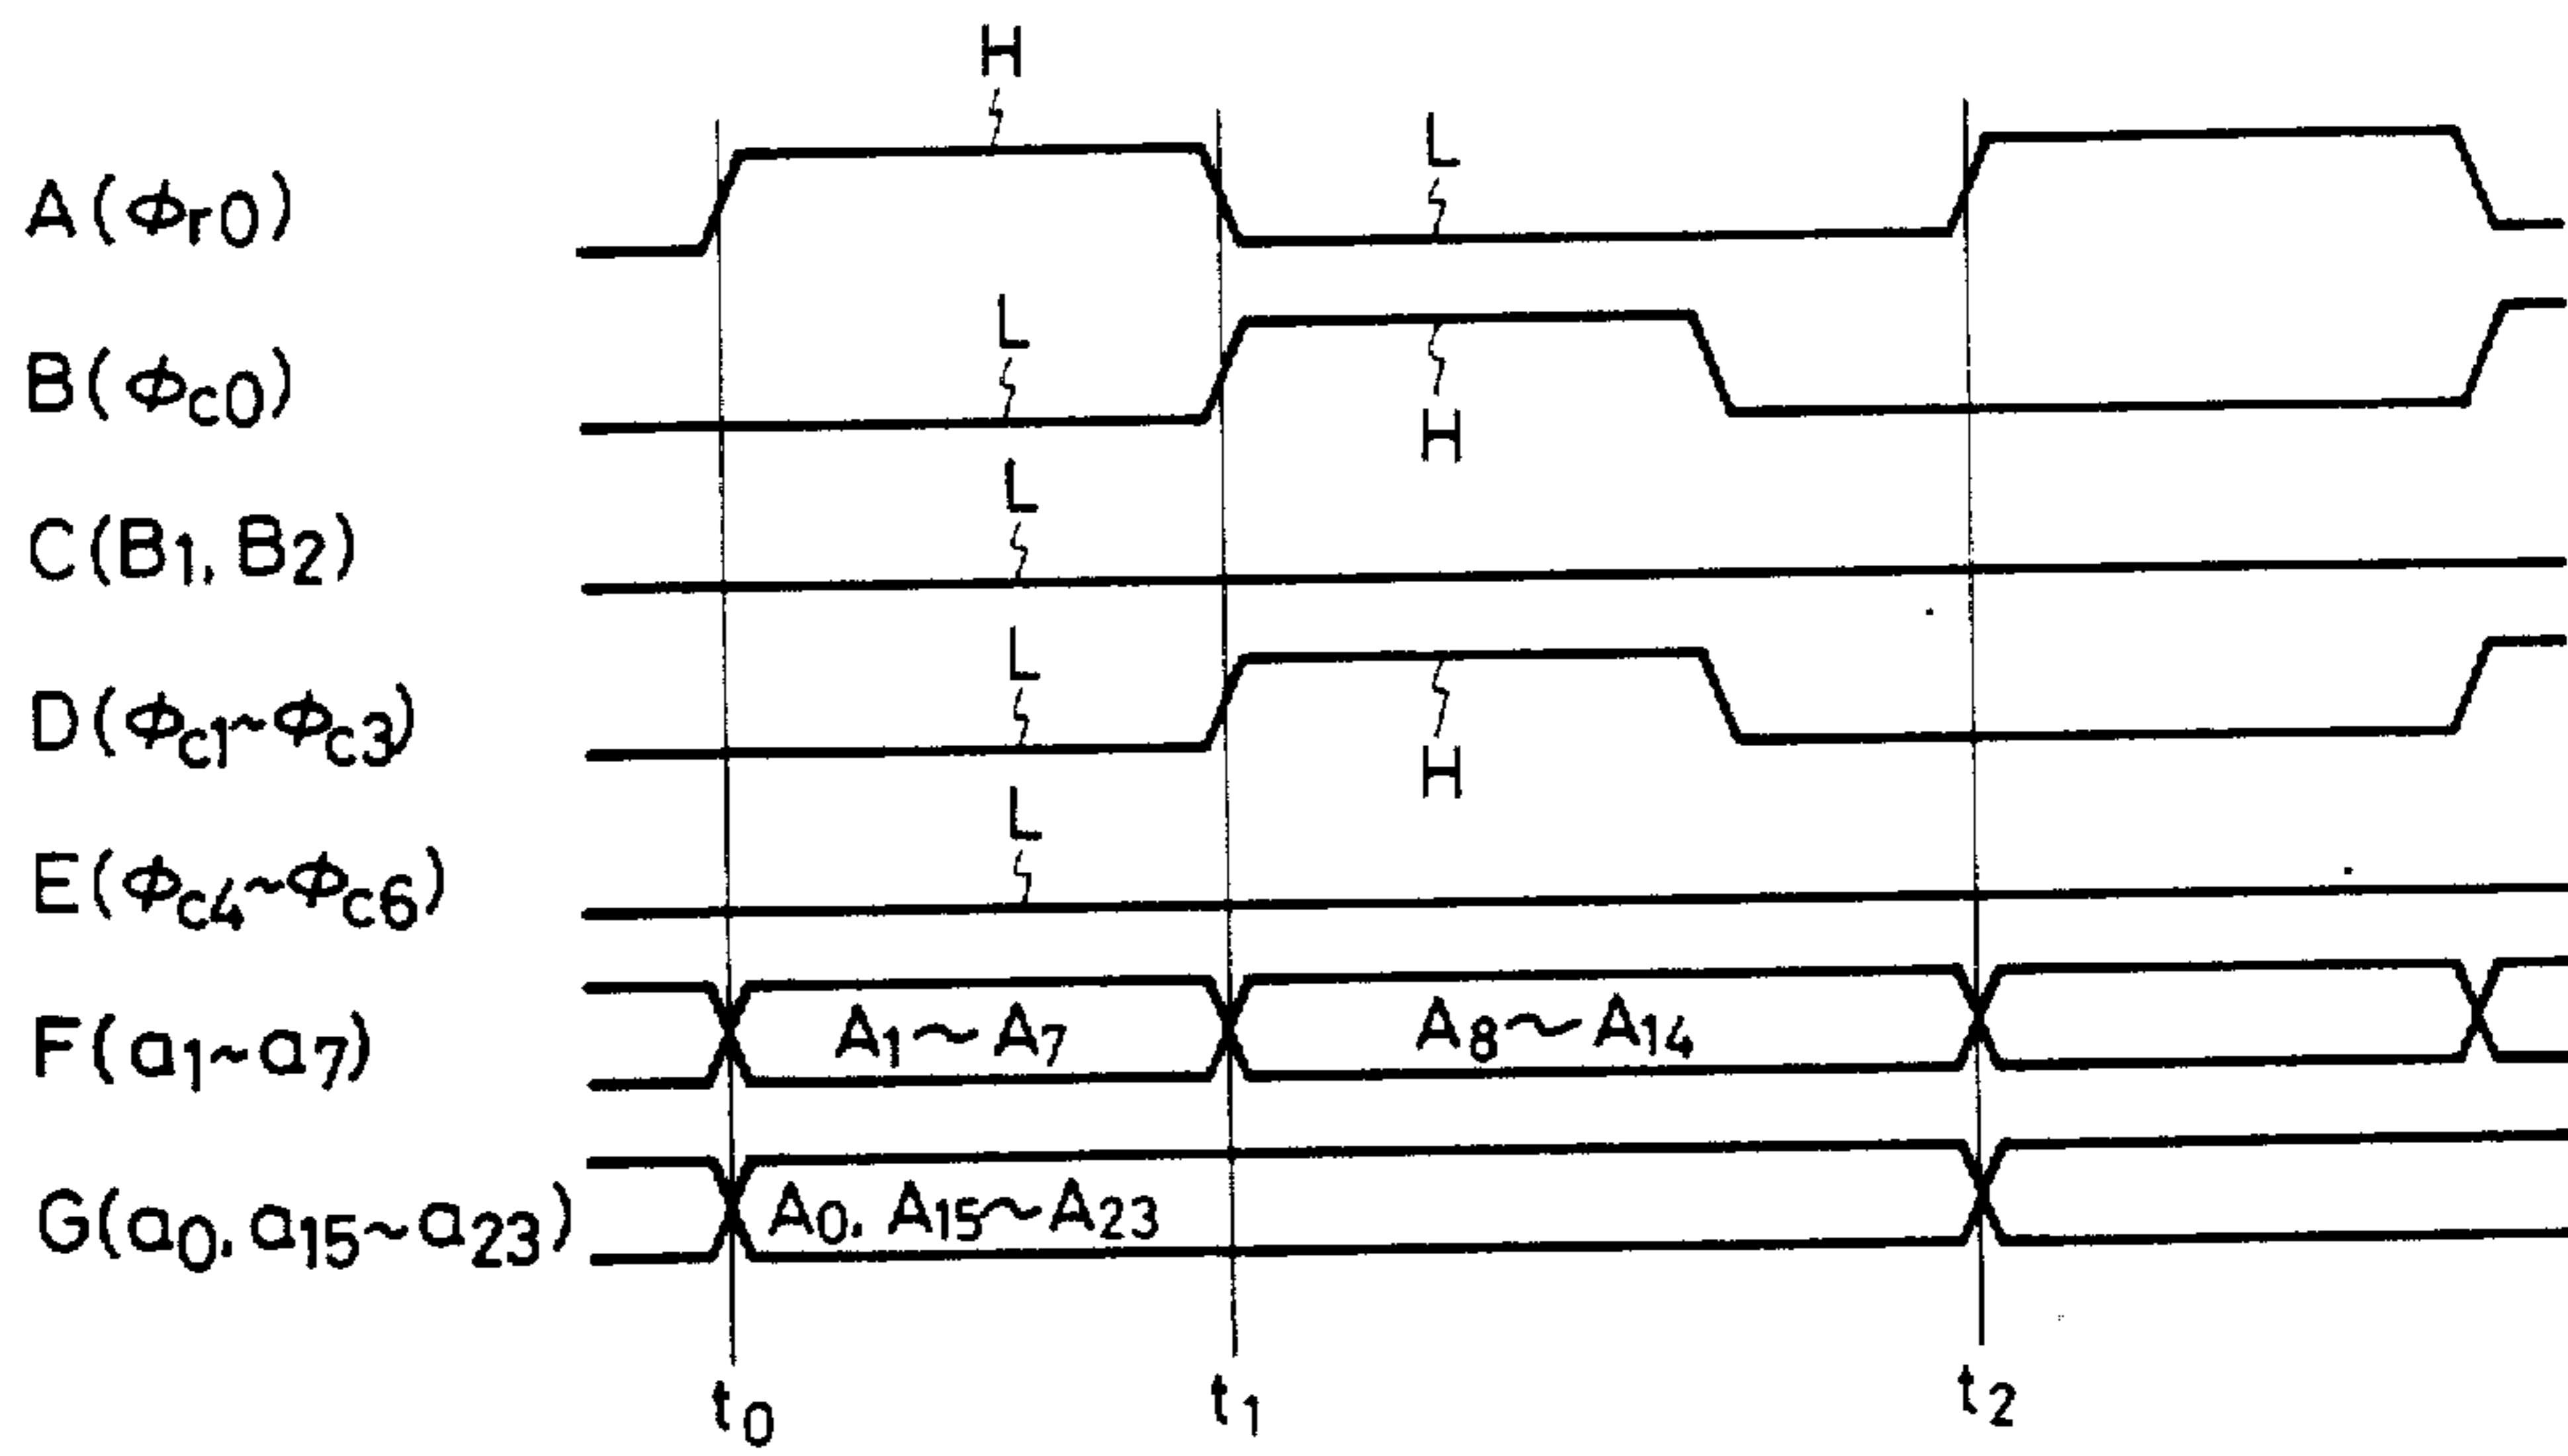 H
L
A(ϕr0)
L
B(ϕc0)
H
L
C(B1, B2)
L
D(ϕc1~ϕc3)
H
L
E(ϕc4~ϕc6)
F(a1~a7) A1~A7 A8~A14
G(a0, a15~a23) A0, A15~A23
t0 t1 t2